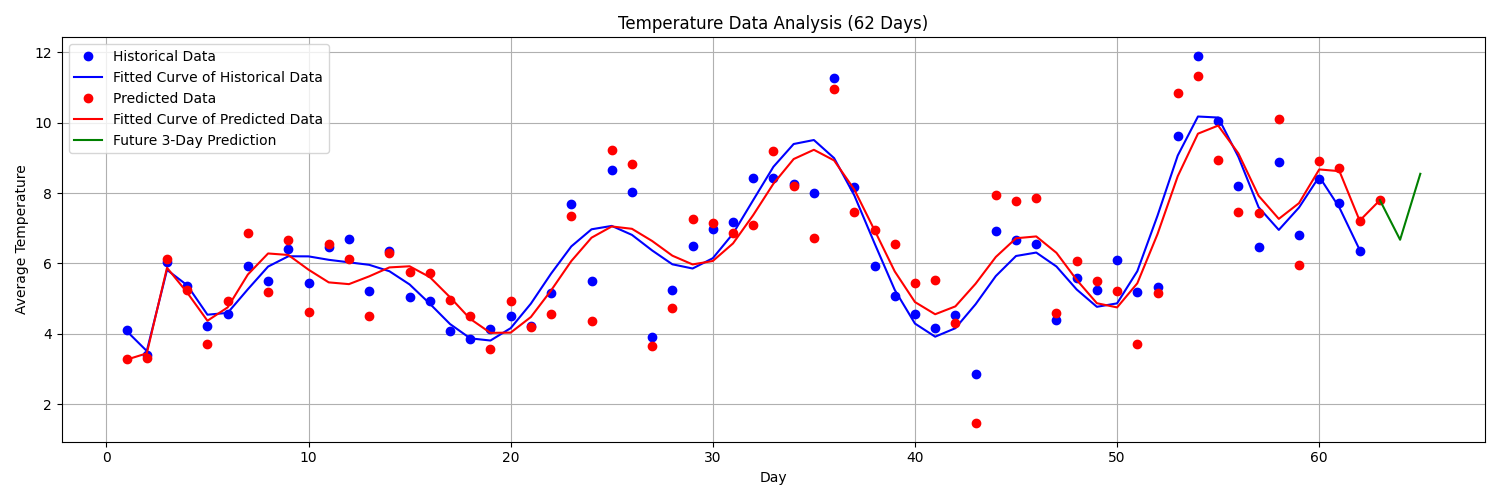 Temperature Data Analysis (62 Days)
Historical Data
Fitted Curve of Historical Data
Predicted Data
Fitted Curve of Predicted Data
Future 3-Day Prediction
Average Temperature
12
10
8
6
4
2
0 10 20 30 40 50 60
Day